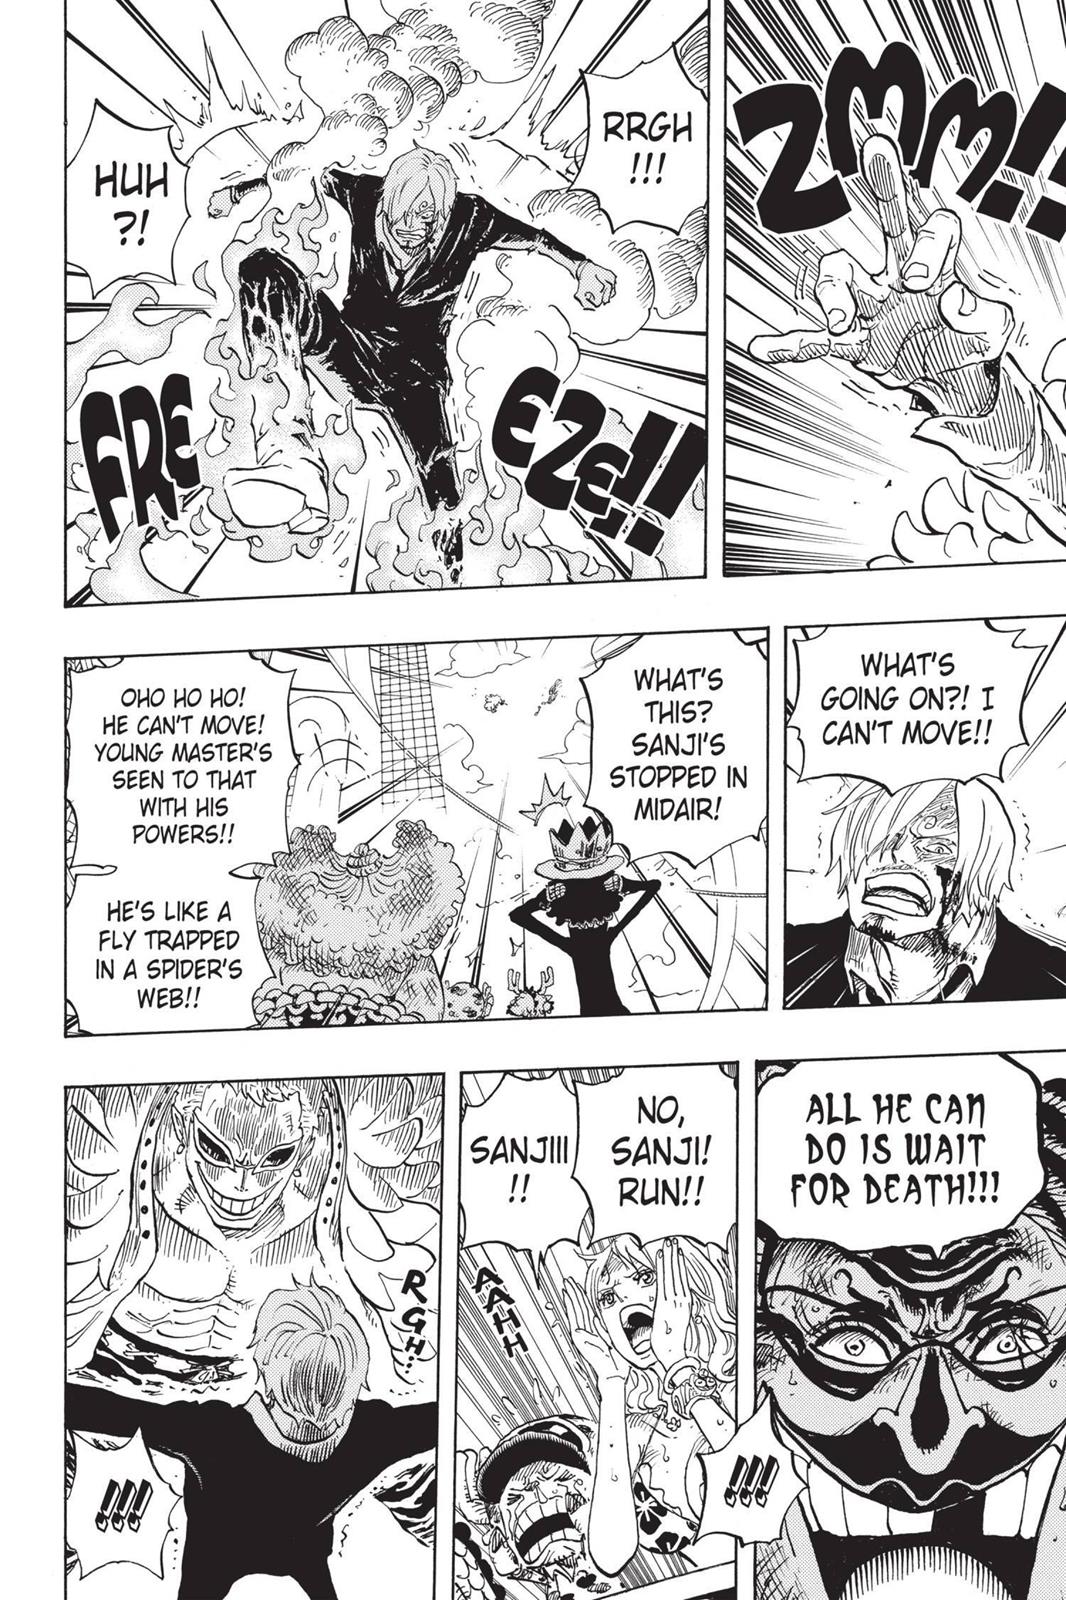 ZMM!!
RRGH
!!!
HUH
?!
FREEZE!!
WHAT'S
GOING ON?! I
CAN'T MOVE!!
WHAT'S
THIS?
SANJI'S
STOPPED IN
MIDAIR!
OHO HO HO!
HE CAN'T MOVE!
YOUNG MASTER'S
SEEN TO THAT
WITH HIS
POWERS!!
HE'S LIKE A
FLY TRAPPED
IN A SPIDER'S
WEB!!
ALL HE CAN
DO IS WAIT
FOR DEATH!!!
!!!
NO,
SANJI!
RUN!!
SANJIII
!!
AAHH
RGH...
!!!